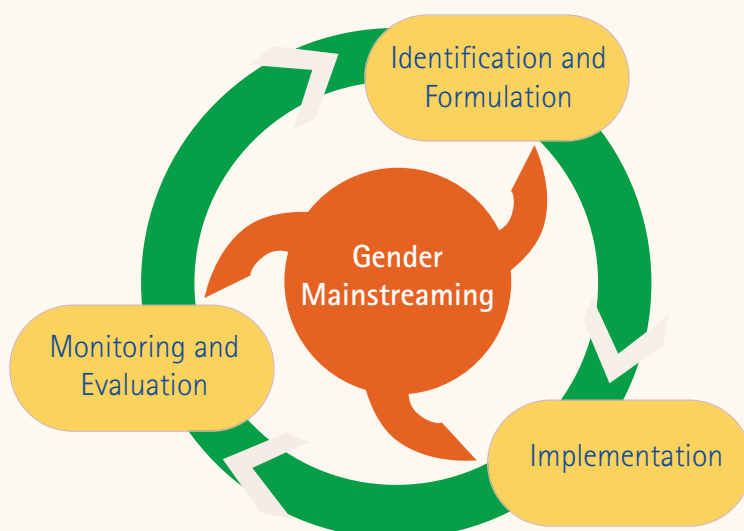 Identification and
Formulation
Gender
Mainstreaming
Monitoring and
Evaluation
Implementation